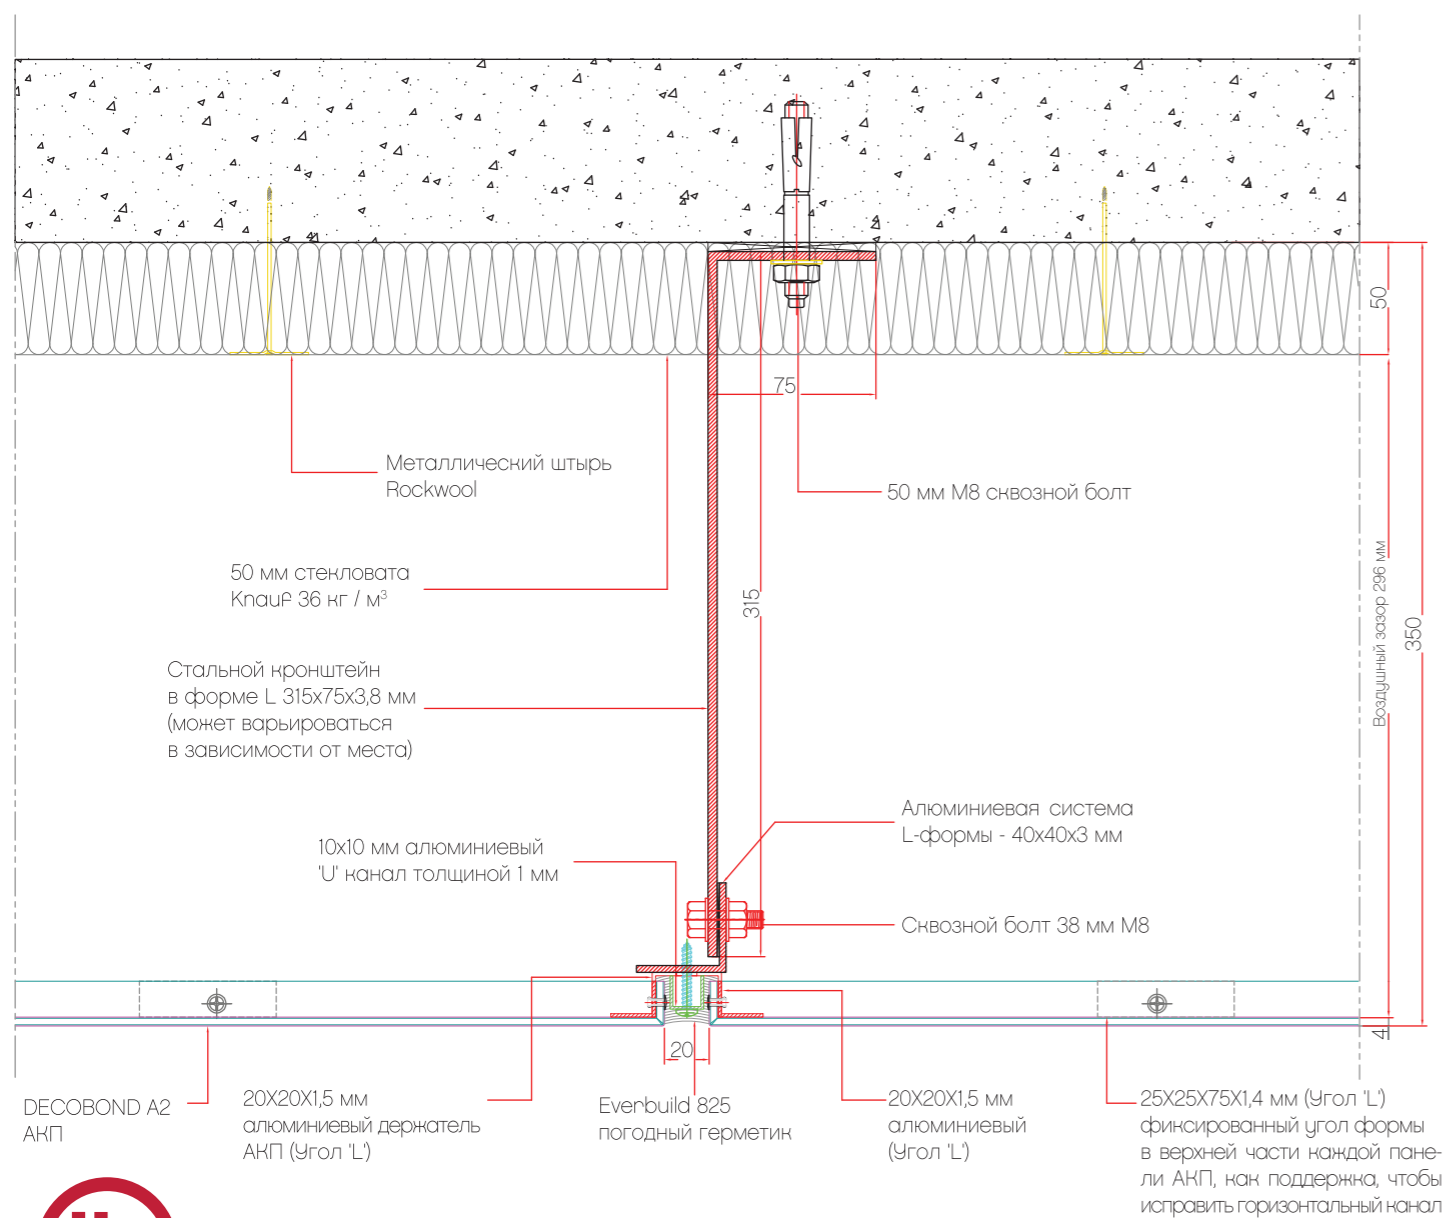 50
75
Металлический штырь
Rockwool
50 мм М8 сквозной болт
50 мм стекловата
Knauf 36 кг / м³
315
Воздушный зазор 296 мм
350
Стальной кронштейн
в форме L 315х75х3,8 мм
(может варьироваться
в зависимости от места)
Алюминиевая система
L-формы - 40х40х3 мм
10х10 мм алюминиевый
'U' канал толщиной 1 мм
Сквозной болт 38 мм М8
20
4
DECOBOND A2
АКП
20X20X1,5 мм
алюминиевый держатель
АКП (Угол 'L')
Everbuild 825
погодный герметик
20X20X1,5 мм
алюминиевый
(Угол 'L')
25X25X75X1,4 мм (Угол 'L')
фиксированный угол формы
в верхней части каждой пане-
ли АКП, как поддержка, чтобы
исправить горизонтальный канал